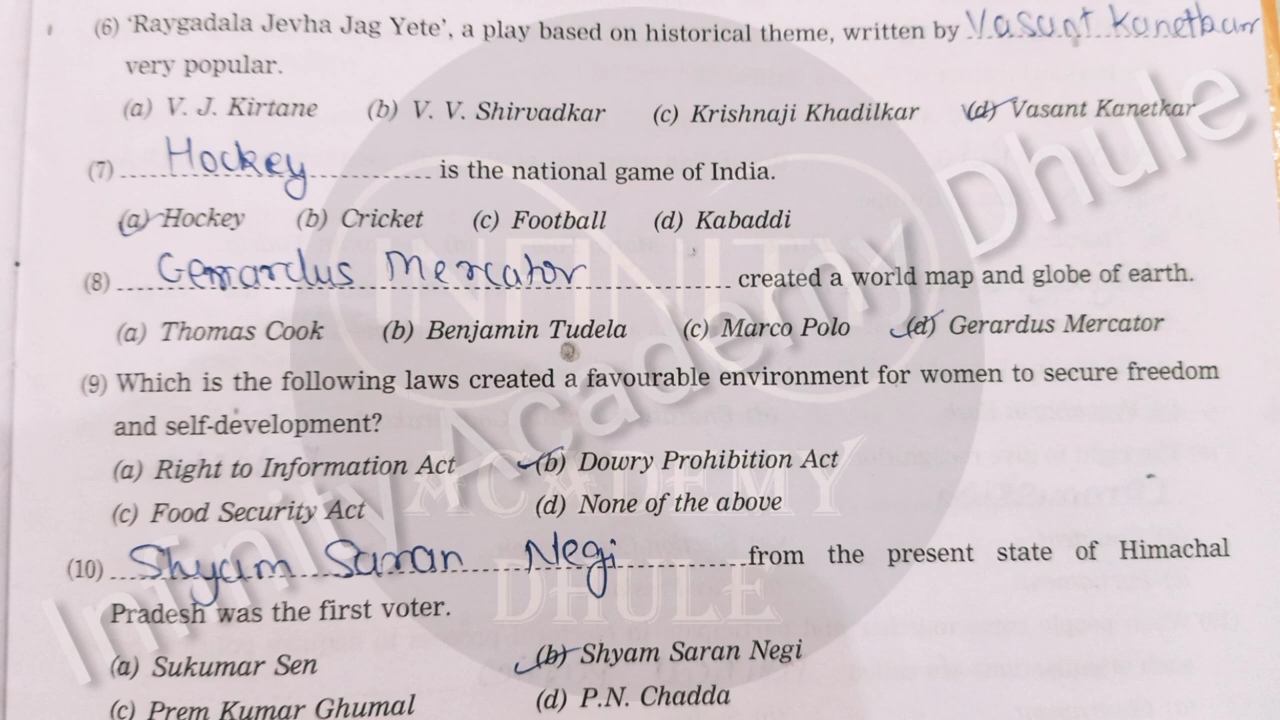 (6) 'Raygadala Jevha Jag Yete', a play based on historical theme, written by Vasant Kanetkar
very popular.
(a) V. J. Kirtane (b) V. V. Shirvadkar (c) Krishnaji Khadilkar (d) Vasant Kanetkar
(7) Hockey is the national game of India.
(a) Hockey (b) Cricket (c) Football (d) Kabaddi
(8) Gerrardus Mercator created a world map and globe of earth.
(a) Thomas Cook (b) Benjamin Tudela (c) Marco Polo (d) Gerardus Mercator
(9) Which is the following laws created a favourable environment for women to secure freedom
and self-development?
(a) Right to Information Act (b) Dowry Prohibition Act
(c) Food Security Act (d) None of the above
(10) Shyam Saran Negi from the present state of Himachal
Pradesh was the first voter.
(a) Sukumar Sen (b) Shyam Saran Negi
(c) Prem Kumar Ghumal (d) P.N. Chadda
Infinity Academy Dhule
INFINITY
ACADEMY
DHULE